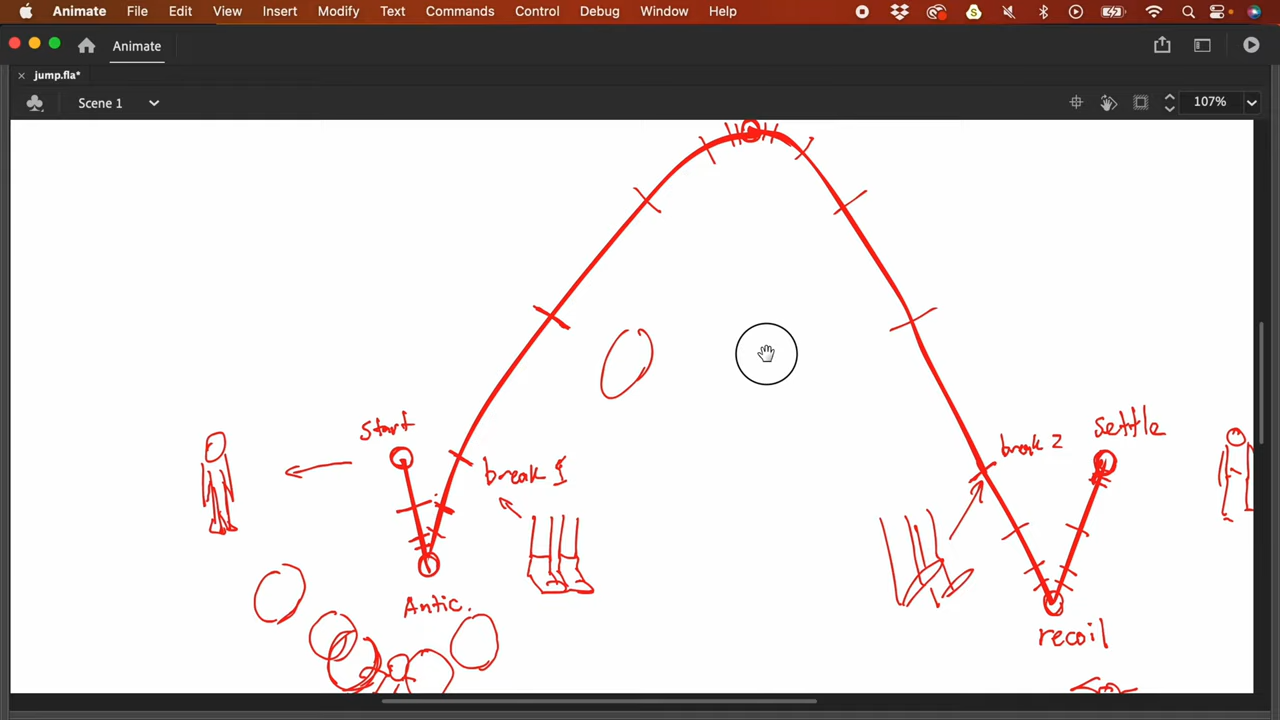 Animate File Edit View Insert Modify Text Commands Control Debug Window Help
Animate
jump.fla*
Scene 1
107%
start
settle
break 2
break 1
Antic.
recoil